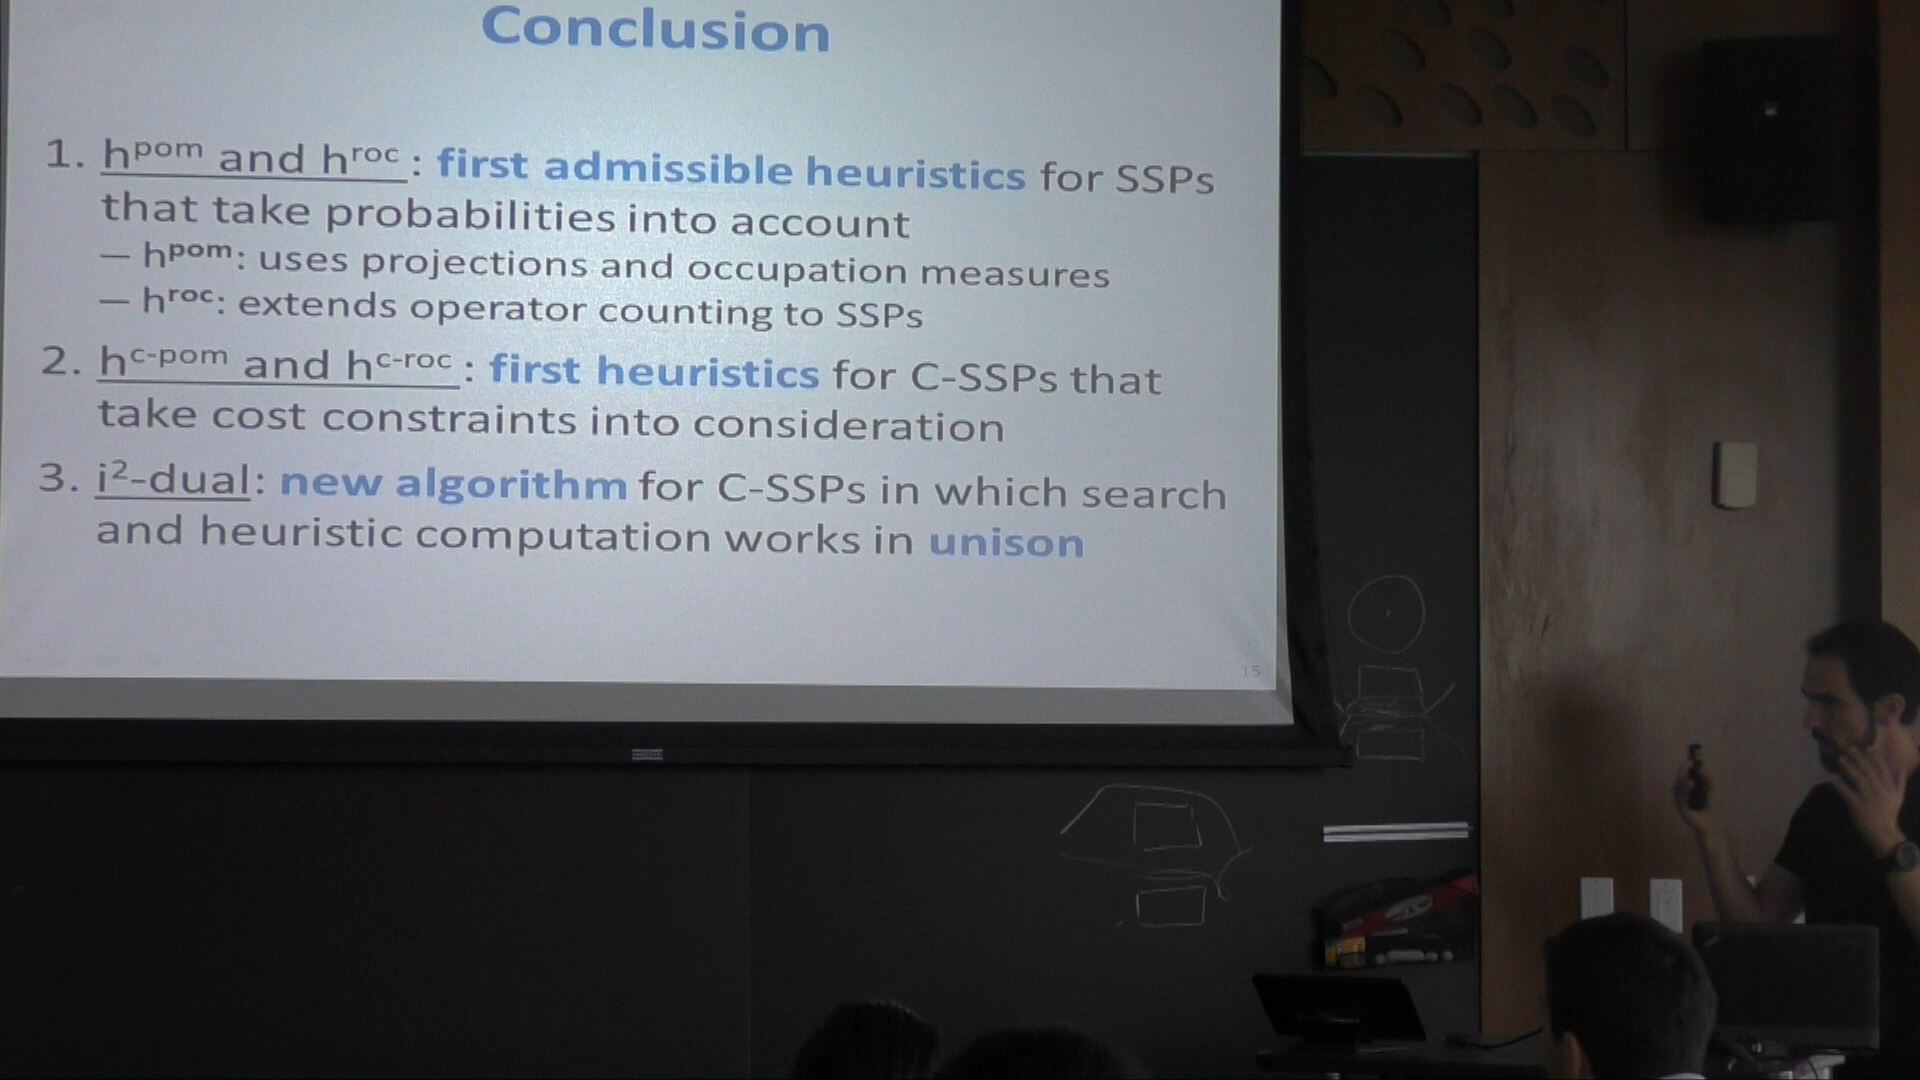 Conclusion
1. hᵖᵒᵐ and hʳᵒᶜ : first admissible heuristics for SSPs
that take probabilities into account
— hᵖᵒᵐ: uses projections and occupation measures
— hʳᵒᶜ: extends operator counting to SSPs
2. hᶜ⁻ᵖᵒᵐ and hᶜ⁻ʳᵒᶜ : first heuristics for C-SSPs that
take cost constraints into consideration
3. i²-dual: new algorithm for C-SSPs in which search
and heuristic computation works in unison
15